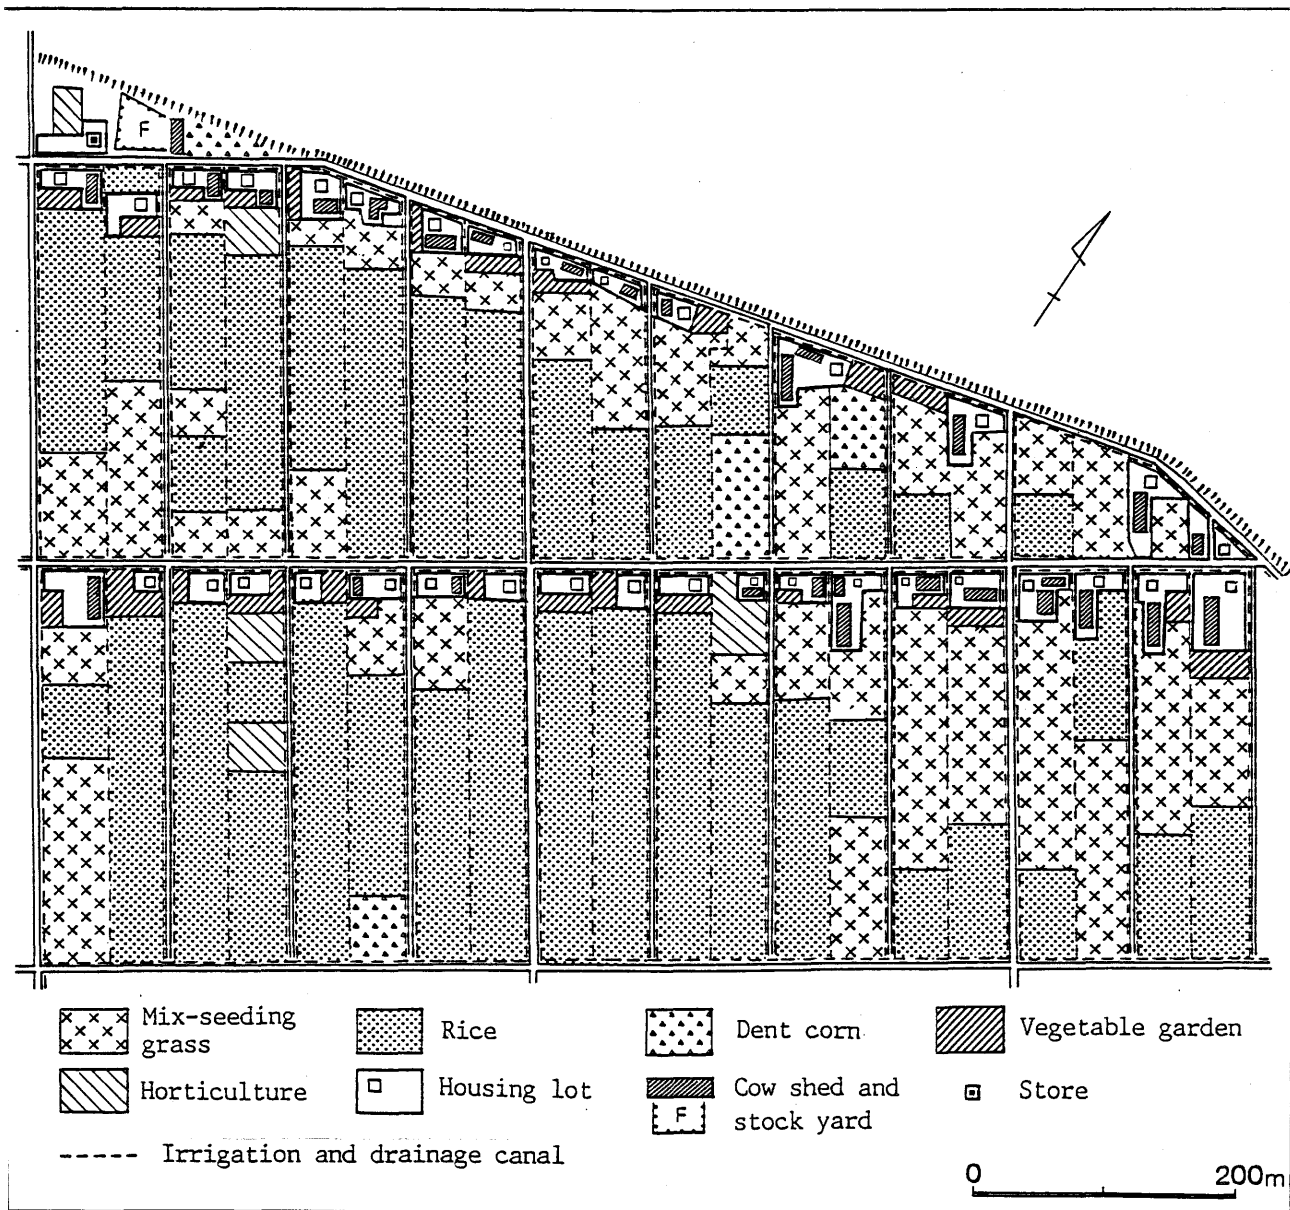 F
Mix-seeding
grass
Rice
Dent corn
Vegetable garden
Horticulture
Housing lot
Cow shed and
F
stock yard
Store
Irrigation and drainage canal
0 200m